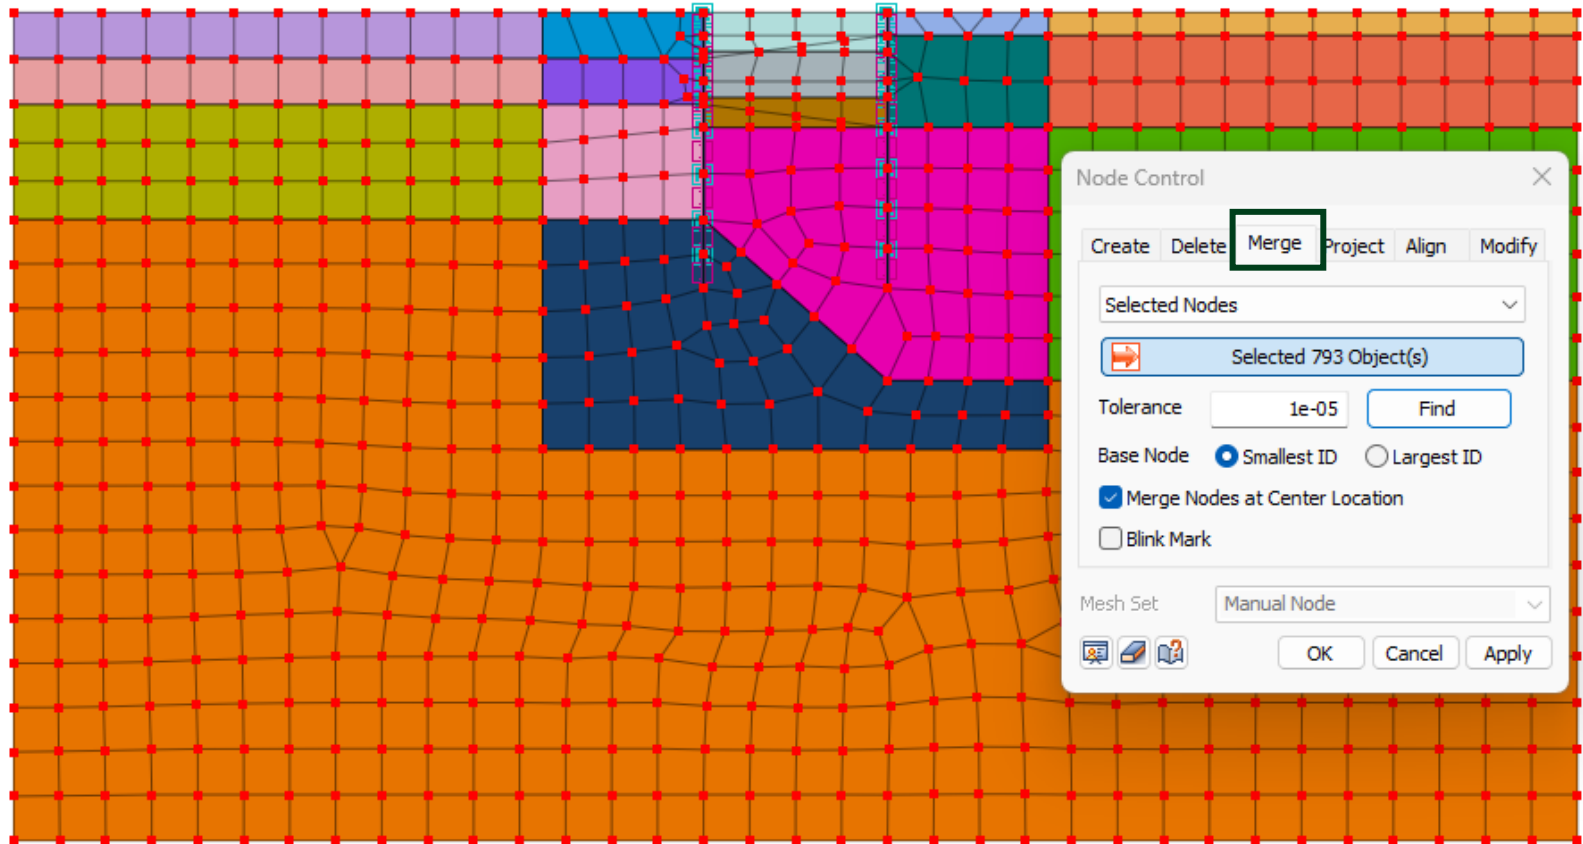 Node Control
Create Delete Merge Project Align Modify
Selected Nodes
Selected 793 Object(s)
Tolerance 1e-05 Find
Base Node Smallest ID Largest ID
Merge Nodes at Center Location
Blink Mark
Mesh Set Manual Node
OK Cancel Apply